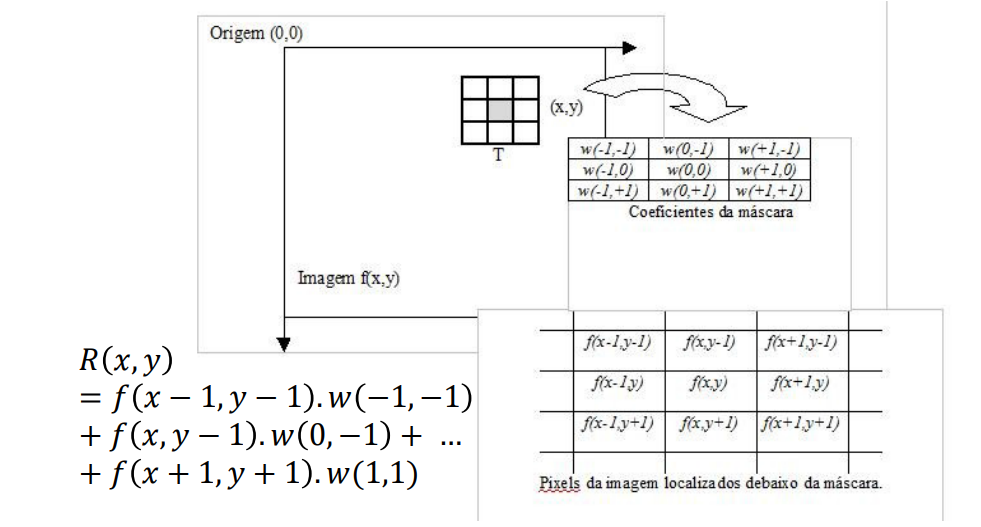 Origem (0,0)
(x,y)
T
w(-1,-1) w(0,-1) w(+1,-1)
w(-1,0) w(0,0) w(+1,0)
w(-1,+1) w(0,+1) w(+1,+1)
Coeficientes da máscara
Imagem f(x,y)
f(x-1,y-1) f(x,y-1) f(x+1,y-1)
f(x-1,y) f(x,y) f(x+1,y)
f(x-1,y+1) f(x,y+1) f(x+1,y+1)
Pixels da imagem localizados debaixo da máscara.
R(x, y)
= f(x − 1, y − 1). w(−1, −1)
+ f(x, y − 1). w(0, −1) + ...
+ f(x + 1, y + 1). w(1,1)